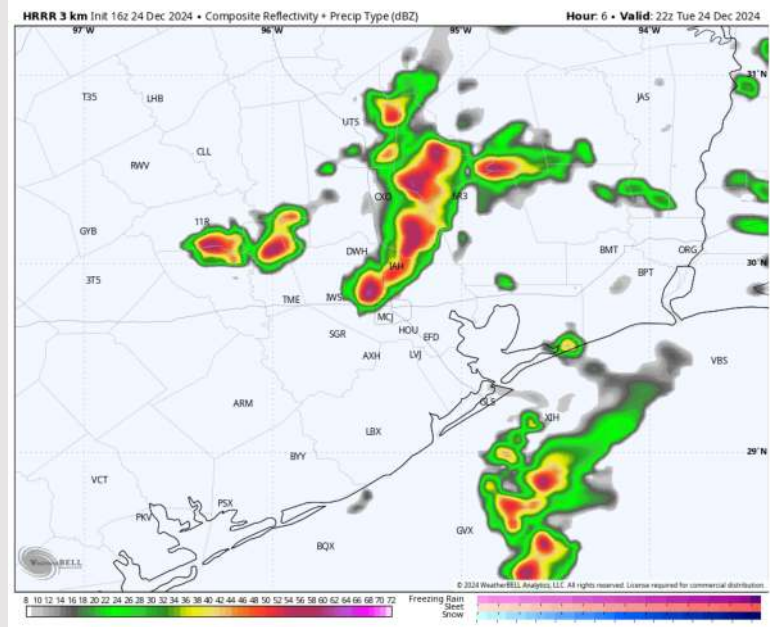 HRRR 3 km Init 16z 24 Dec 2024 • Composite Reflectivity + Precip Type (dBZ) Hour: 6 • Valid: 22z Tue 24 Dec 2024
97°W 96°W 95°W 94°W
31°N
T35 LHB JAS
UTS
CLL
RWV
CXO
11R
GYB
DWH BMT ORG
30°N
IAH
3T5 BPT
TME IWS
MCJ
SGR HOU EFD
AXH LVJ VBS
GLS
ARM XIH
LBX
29°N
BYY
VCT
PSX
PKV
GVX
BQX
WeatherBELL
© 2024 WeatherBELL Analytics, LLC. All rights reserved. License required for commercial distribution.
8 10 12 14 16 18 20 22 24 26 28 30 32 34 36 38 40 42 44 46 48 50 52 56 60 62 64 66 68 70 72
Freezing Rain
Sleet
Snow